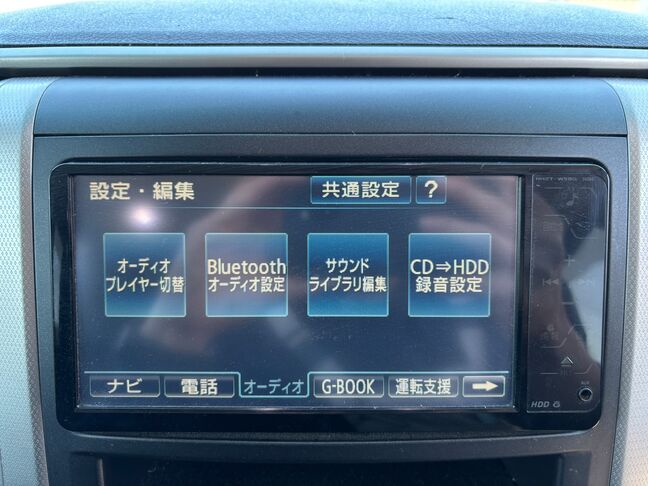 設定・編集
共通設定
?
オーディオ
プレイヤー切替
Bluetooth
オーディオ設定
サウンド
ライブラリ編集
CD⇒HDD
録音設定
ナビ
電話
オーディオ
G-BOOK
運転支援
HDD